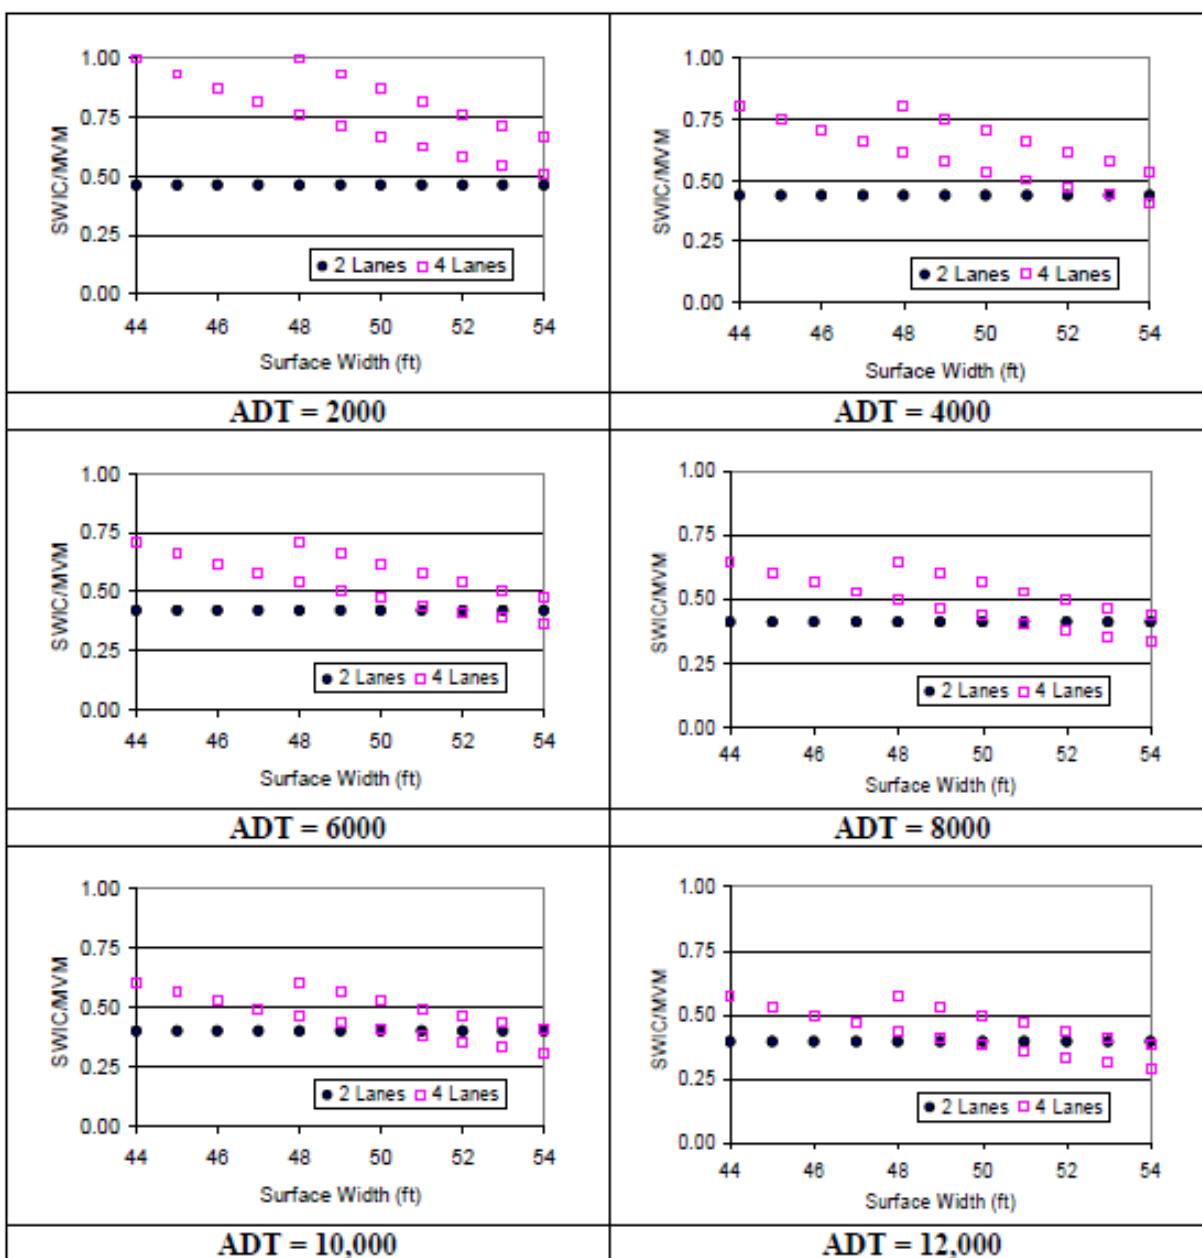 1.00
0.75
0.50
0.25
0.00
SWIC/MVM
2 Lanes 4 Lanes
44 46 48 50 52 54
Surface Width (ft)
ADT = 2000
1.00
0.75
0.50
0.25
0.00
SWIC/MVM
2 Lanes 4 Lanes
44 46 48 50 52 54
Surface Width (ft)
ADT = 4000
1.00
0.75
0.50
0.25
0.00
SWIC/MVM
2 Lanes 4 Lanes
44 46 48 50 52 54
Surface Width (ft)
ADT = 6000
1.00
0.75
0.50
0.25
0.00
SWIC/MVM
2 Lanes 4 Lanes
44 46 48 50 52 54
Surface Width (ft)
ADT = 8000
1.00
0.75
0.50
0.25
0.00
SWIC/MVM
2 Lanes 4 Lanes
44 46 48 50 52 54
Surface Width (ft)
ADT = 10,000
1.00
0.75
0.50
0.25
0.00
SWIC/MVM
2 Lanes 4 Lanes
44 46 48 50 52 54
Surface Width (ft)
ADT = 12,000